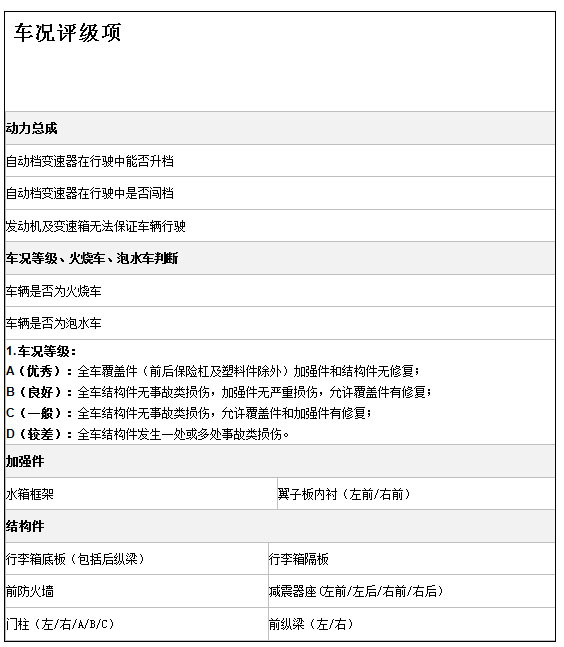 车况评级项
动力总成
自动档变速器在行驶中能否升档
自动档变速器在行驶中是否闯档
发动机及变速箱无法保证车辆行驶
车况等级、火烧车、泡水车判断
车辆是否为火烧车
车辆是否为泡水车
1.车况等级：
A（优秀）：全车覆盖件（前后保险杠及塑料件除外）加强件和结构件无修复；
B（良好）：全车结构件无事故类损伤，加强件无严重损伤，允许覆盖件有修复；
C（一般）：全车结构件无事故类损伤，允许覆盖件和加强件有修复；
D（较差）：全车结构件发生一处或多处事故类损伤。
加强件
水箱框架 翼子板内衬（左前/右前）
结构件
行李箱底板（包括后纵梁） 行李箱隔板
前防火墙 减震器座(左前/左后/右前/右后）
门柱（左/右/A/B/C） 前纵梁（左/右）